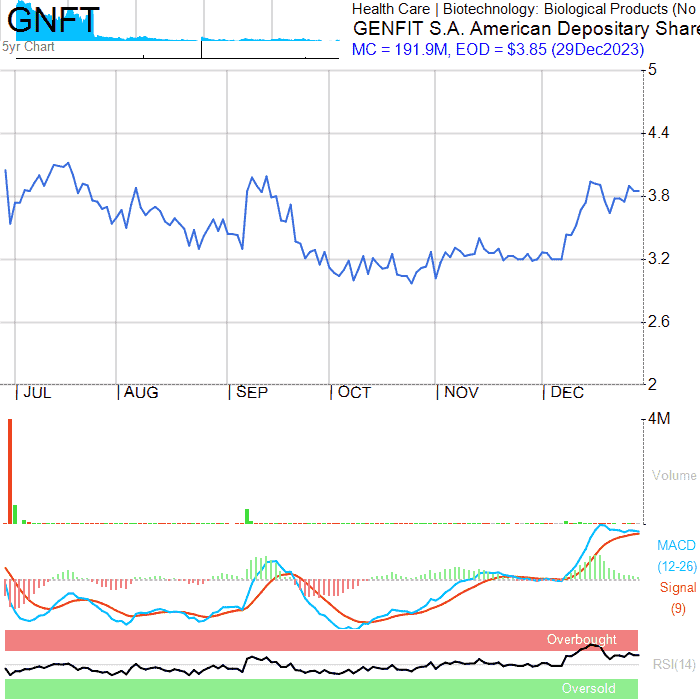 GNFT
5yr Chart
Health Care | Biotechnology: Biological Products (No
GENFIT S.A. American Depositary Share
MC = 191.9M, EOD = $3.85 (29Dec2023)
5
4.4
3.8
3.2
2.6
2
JUL AUG SEP OCT NOV DEC
4M
Volume
MACD
(12-26)
Signal
(9)
Overbought
RSI(14)
Oversold